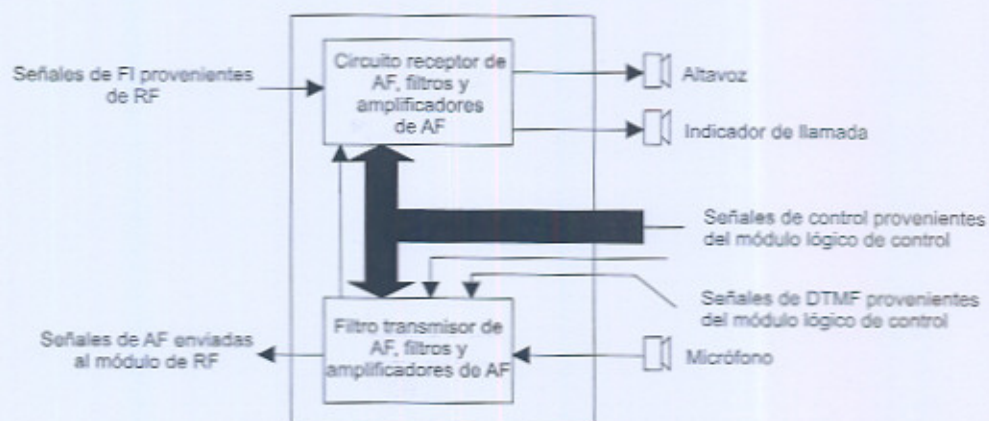 Señales de FI provenientes
de RF
Circuito receptor de
AF, filtros y
amplificadores
de AF
Altavoz
Indicador de llamada
Señales de control provenientes
del módulo lógico de control
Señales de DTMF provenientes
del módulo lógico de control
Señales de AF enviadas
al módulo de RF
Filtro transmisor de
AF, filtros y
amplificadores de AF
Micrófono